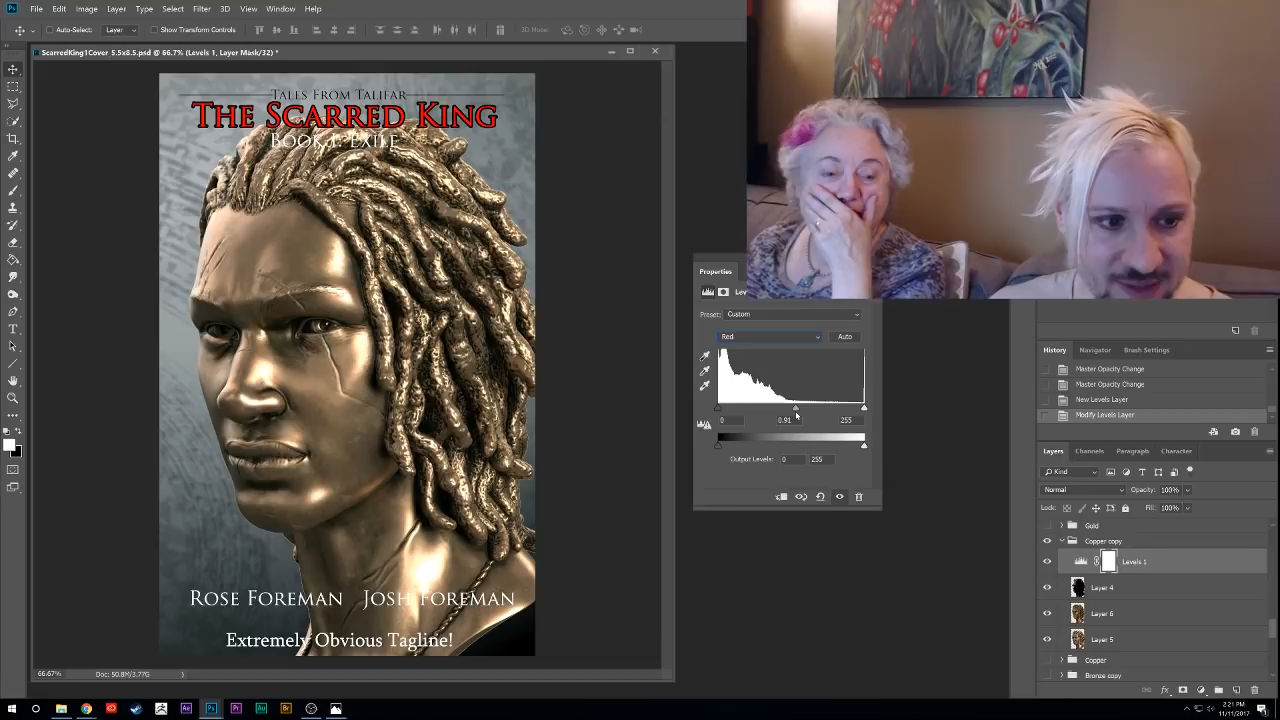 File Edit Image Layer Type Select Filter 3D View Window Help
Auto-Select: Layer Show Transform Controls 3D Mode:
ScarredKing1Cover 5.5x8.5.psd @ 66.7% (Levels 1, Layer Mask/32) *
Tales From Talifar
The Scarred King
Book 1: Exile
Rose Foreman Josh Foreman
Extremely Obvious Tagline!
66.67% Doc: 50.8M/3.77G
Properties
Preset: Custom
Red Auto
0 0.91 255
Output Levels: 0 255
History Navigator Brush Settings
Master Opacity Change
Master Opacity Change
New Levels Layer
Modify Levels Layer
Layers Channels Paragraph Character
Kind
Normal Opacity: 100%
Lock: Fill: 100%
Gold
Copper copy
Levels 1
Layer 4
Layer 6
Layer 5
Copper
Bronze copy
2:21 PM
11/11/2017